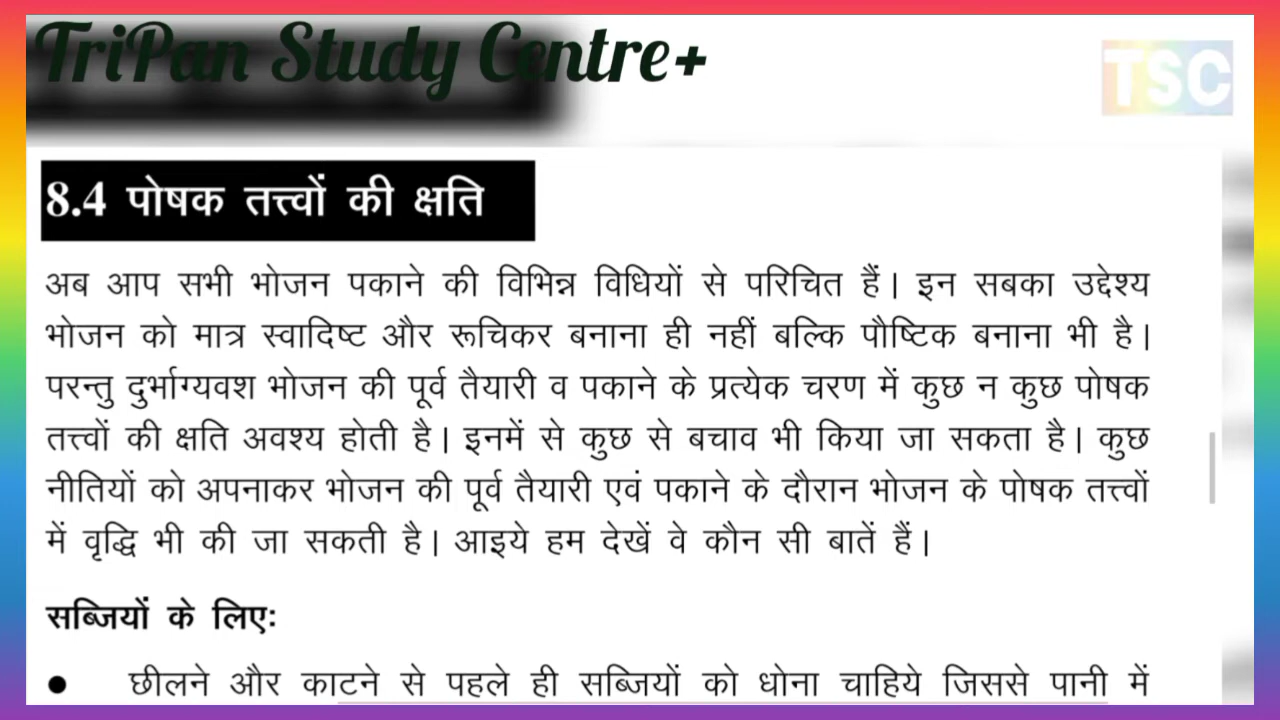 TriPan Study Centre+
TSC
8.4 पोषक तत्त्वों की क्षति
अब आप सभी भोजन पकाने की विभिन्न विधियों से परिचित हैं। इन सबका उद्देश्य
भोजन को मात्र स्वादिष्ट और रूचिकर बनाना ही नहीं बल्कि पौष्टिक बनाना भी है।
परन्तु दुर्भाग्यवश भोजन की पूर्व तैयारी व पकाने के प्रत्येक चरण में कुछ न कुछ पोषक
तत्त्वों की क्षति अवश्य होती है। इनमें से कुछ से बचाव भी किया जा सकता है। कुछ
नीतियों को अपनाकर भोजन की पूर्व तैयारी एवं पकाने के दौरान भोजन के पोषक तत्त्वों
में वृद्धि भी की जा सकती है। आइये हम देखें वे कौन सी बातें हैं।
सब्जियों के लिए:
● छीलने और काटने से पहले ही सब्जियों को धोना चाहिये जिससे पानी में